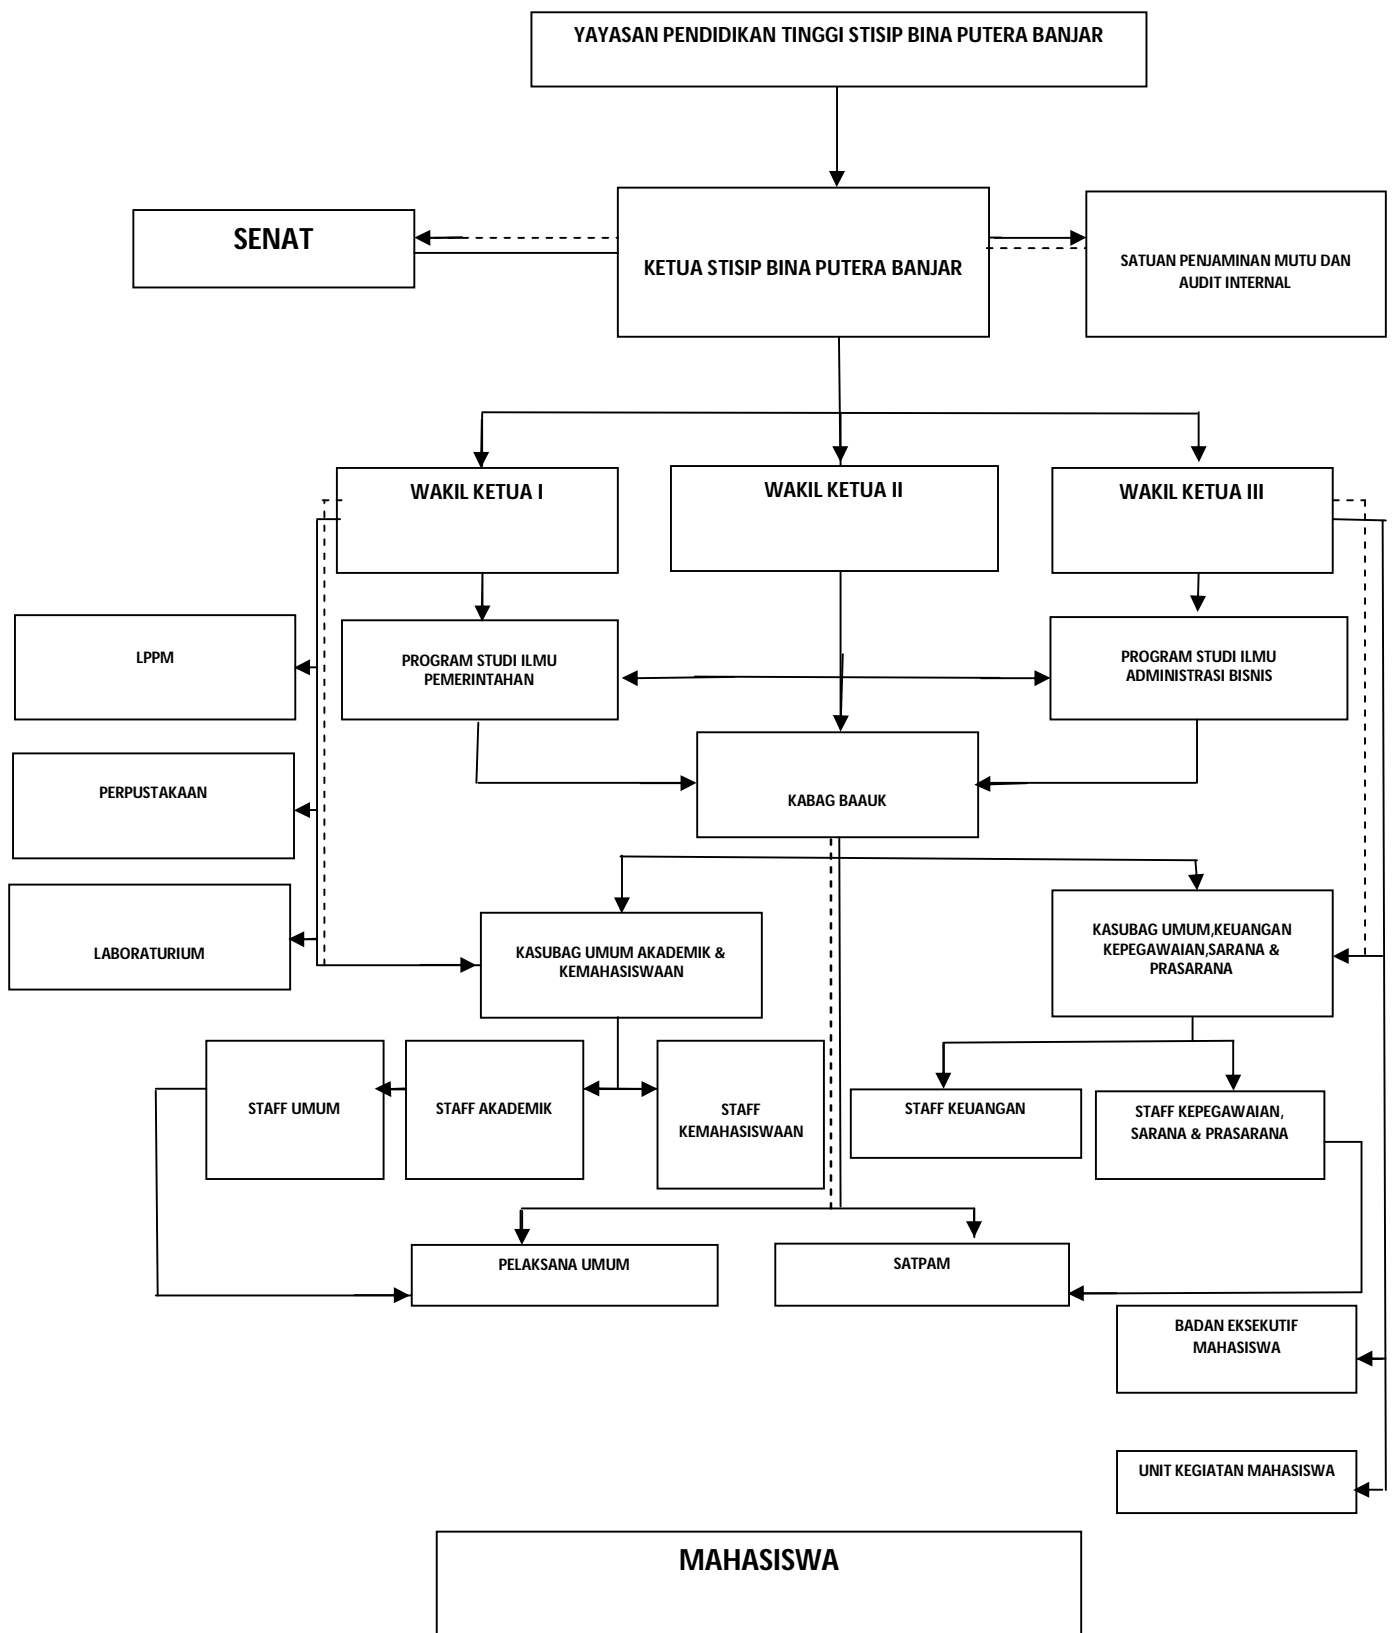 YAYASAN PENDIDIKAN TINGGI STISIP BINA PUTERA BANJAR
SENAT
KETUA STISIP BINA PUTERA BANJAR
SATUAN PENJAMINAN MUTU DAN
AUDIT INTERNAL
WAKIL KETUA I
WAKIL KETUA II
WAKIL KETUA III
LPPM
PROGRAM STUDI ILMU
PEMERINTAHAN
PROGRAM STUDI ILMU
ADMINISTRASI BISNIS
PERPUSTAKAAN
KABAG BAAUK
LABORATURIUM
KASUBAG UMUM AKADEMIK &
KEMAHASISWAAN
KASUBAG UMUM,KEUANGAN
KEPEGAWAIAN,SARANA &
PRASARANA
STAFF UMUM
STAFF AKADEMIK
STAFF
KEMAHASISWAAN
STAFF KEUANGAN
STAFF KEPEGAWAIAN,
SARANA & PRASARANA
PELAKSANA UMUM
SATPAM
BADAN EKSEKUTIF
MAHASISWA
UNIT KEGIATAN MAHASISWA
MAHASISWA